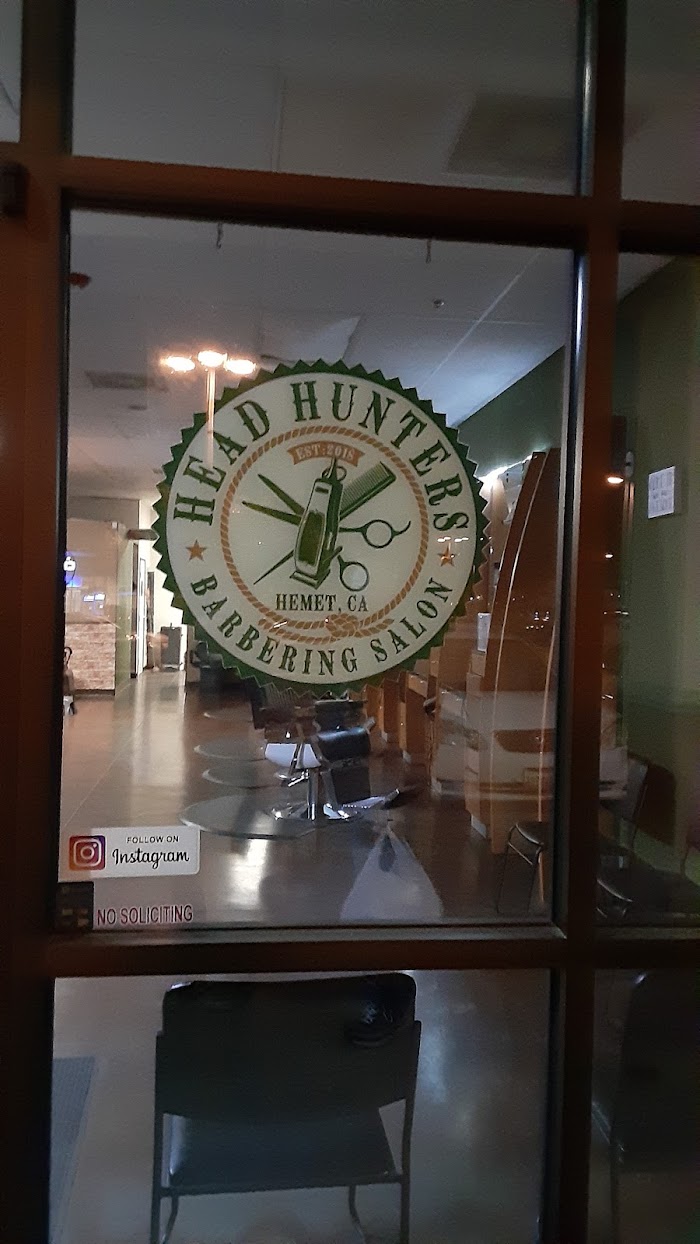 HEAD HUNTERS
EST: 2018
HEMET, CA
BARBERING SALON
FOLLOW ON
Instagram
NO SOLICITING